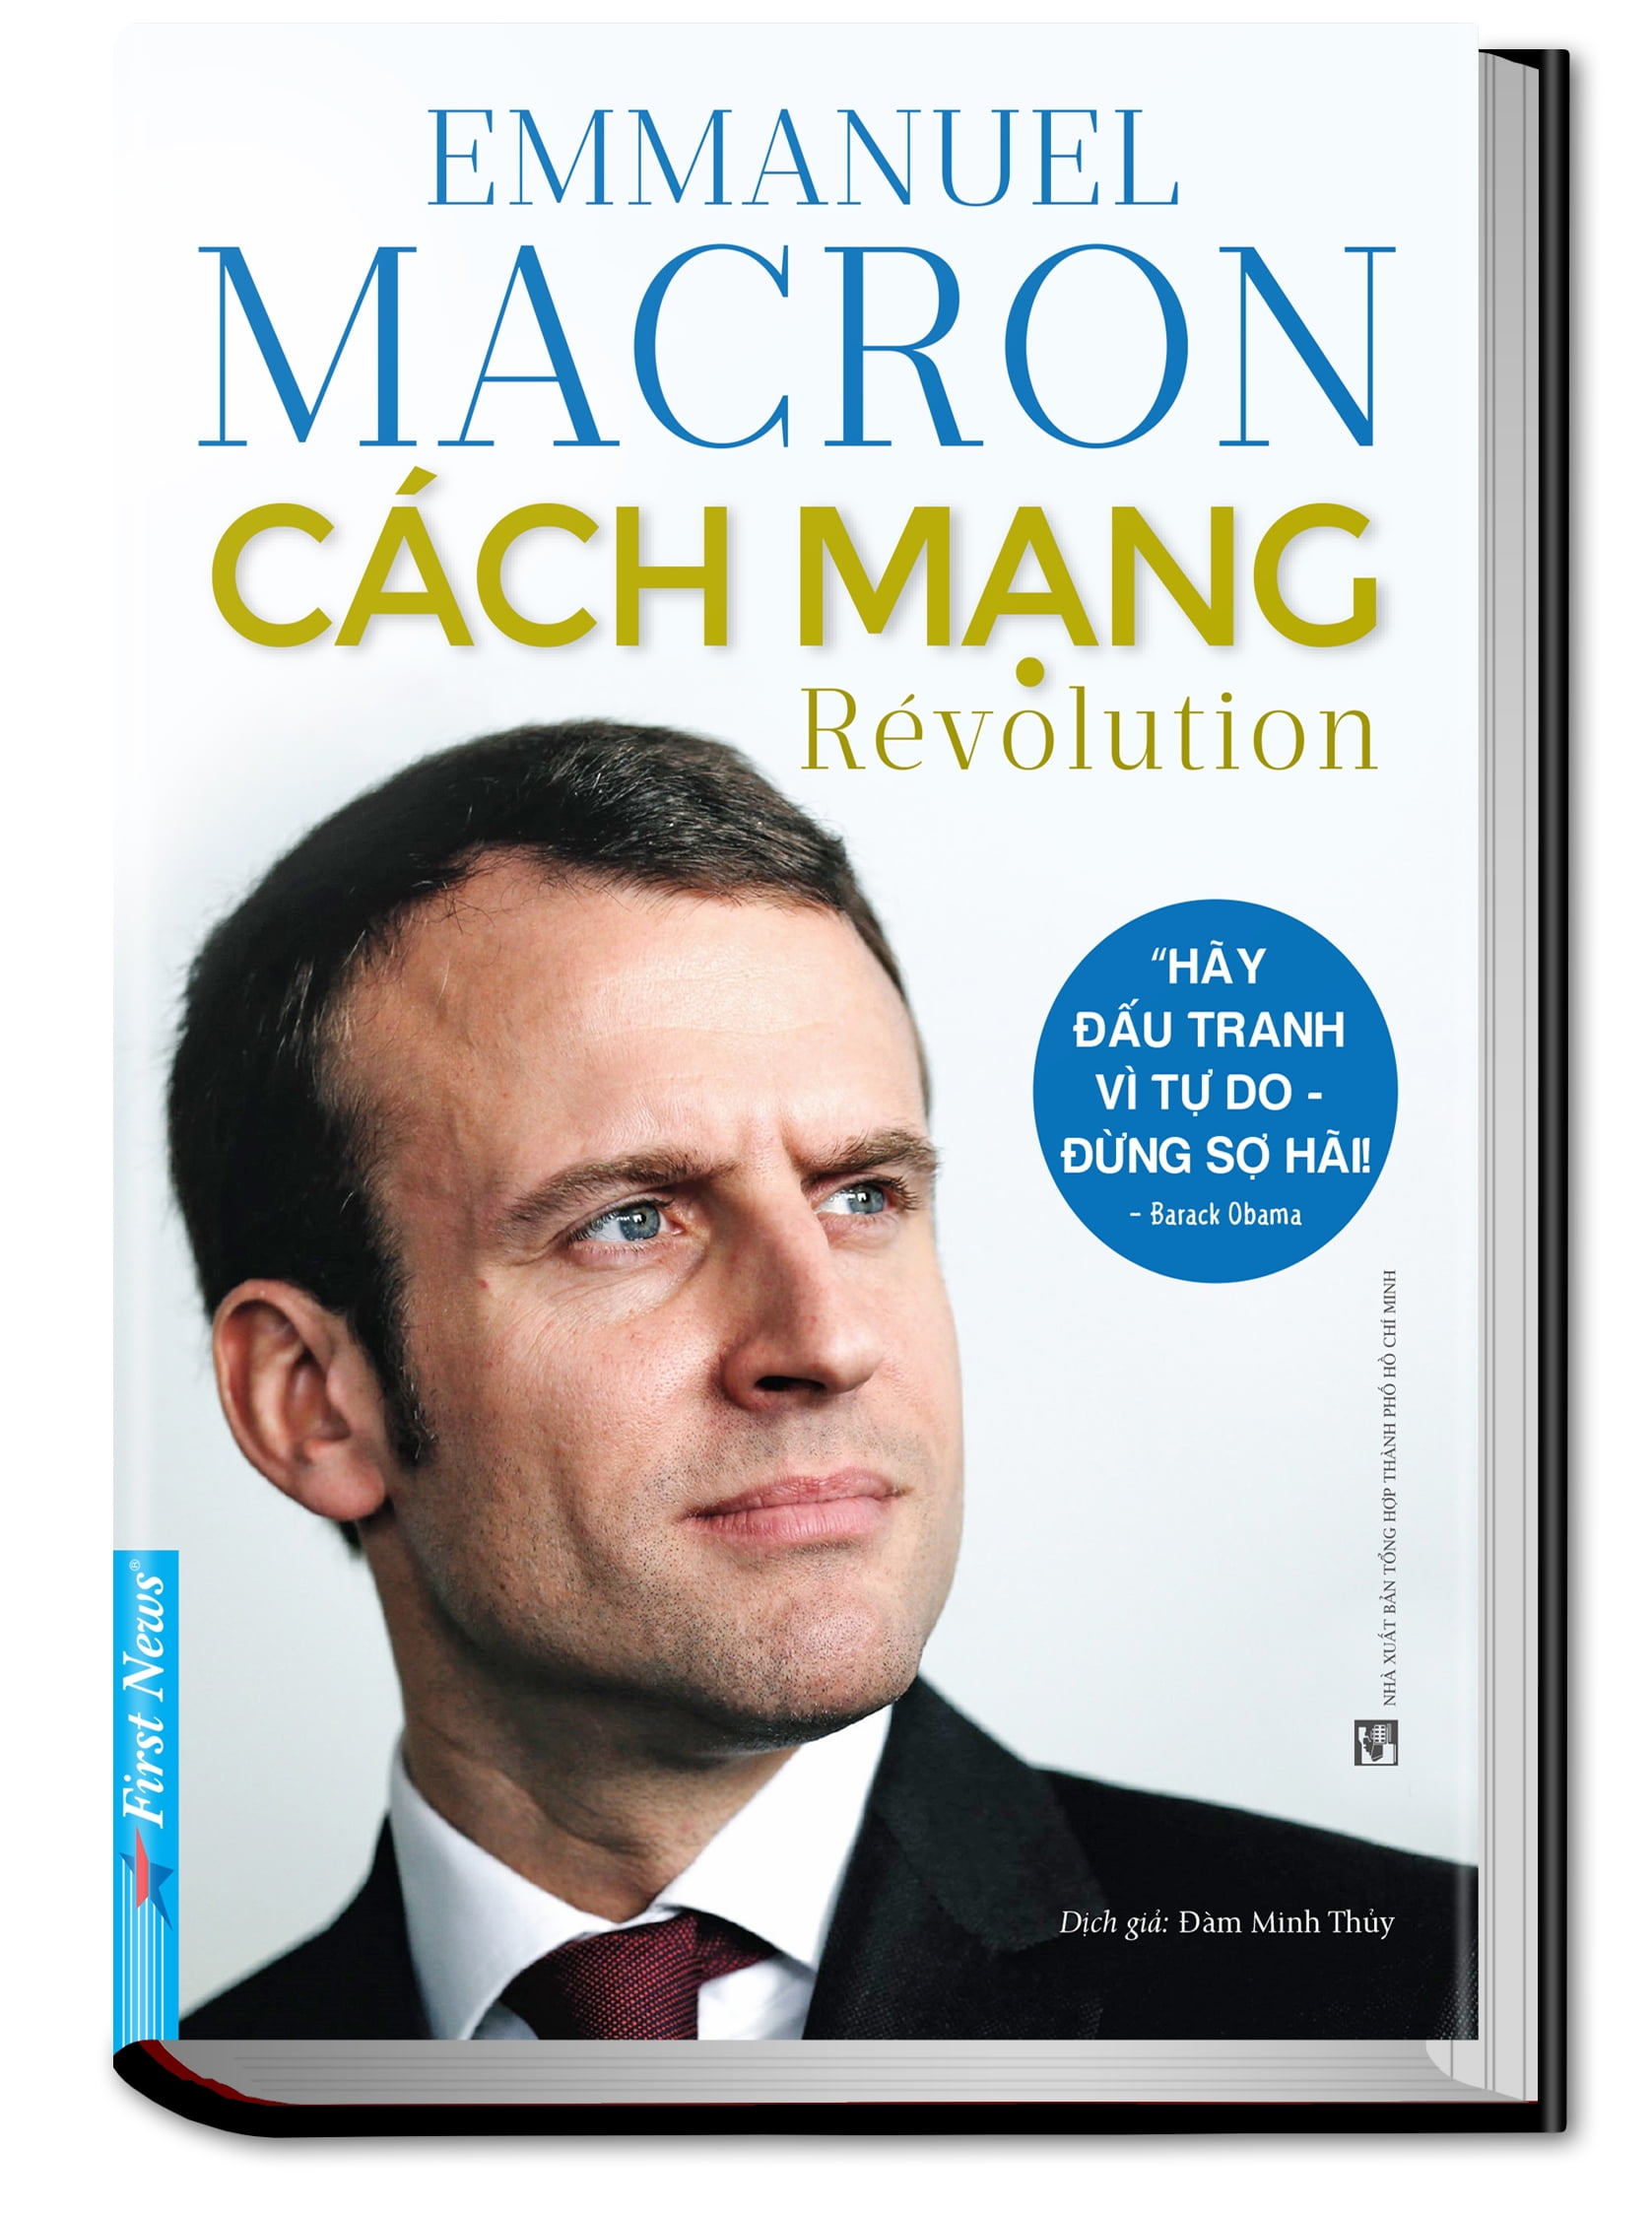 EMMANUEL
MACRON
CÁCH MẠNG
Révolution
“HÃY
ĐẤU TRANH
VÌ TỰ DO -
ĐỪNG SỢ HÃI!
– Barack Obama
NHÀ XUẤT BẢN TỔNG HỢP THÀNH PHỐ HỒ CHÍ MINH
First News®
Dịch giả: Đàm Minh Thủy